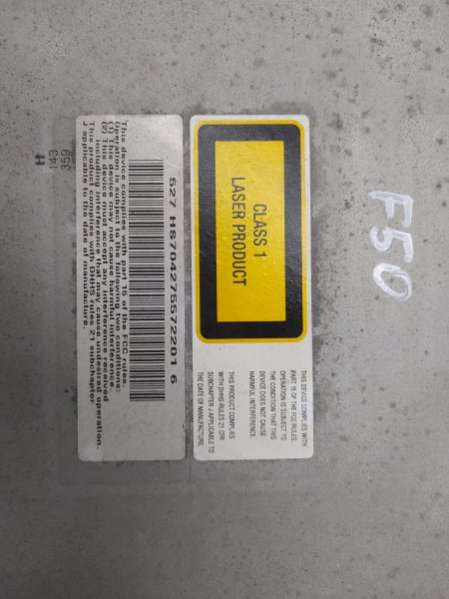 F50
CLASS 1
LASER PRODUCT
THIS DEVICE COMPLIES WITH
PART 15 OF THE FCC RULES.
OPERATION IS SUBJECT TO
THE CONDITION THAT THIS
DEVICE DOES NOT CAUSE
HARMFUL INTERFERENCE.
THIS PRODUCT COMPLIES
WITH DHHS RULES 21 CFR
SUBCHAPTER J APPLICABLE TO
THE DATE OF MANUFACTURE.
527 H8704275572201 6
This device complies with part 15 of the FCC rules.
Operation is subject to the following two conditions:
(1) This device may not cause harmful interference,
(2) This device must accept any interference received
including interference that may cause undesired operation.
This product complies with DHHS rules 21 subchapter
J applicable to the date of manufacture.
359
143
H